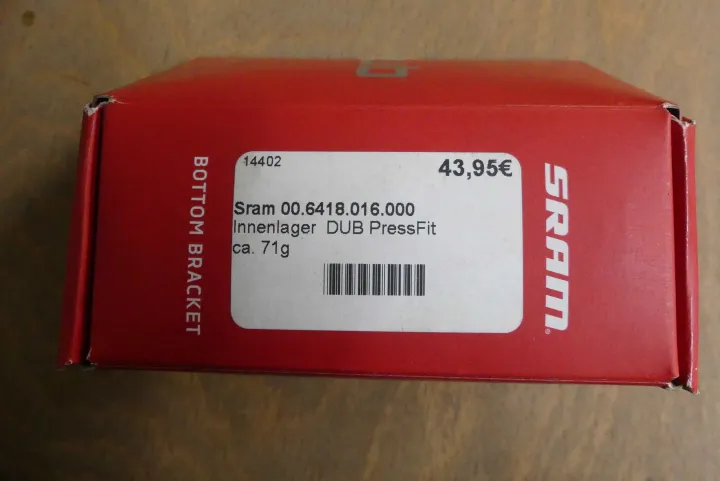 14402
43,95€
Sram 00.6418.016.000
Innenlager DUB PressFit
ca. 71g
BOTTOM BRACKET
SRAM